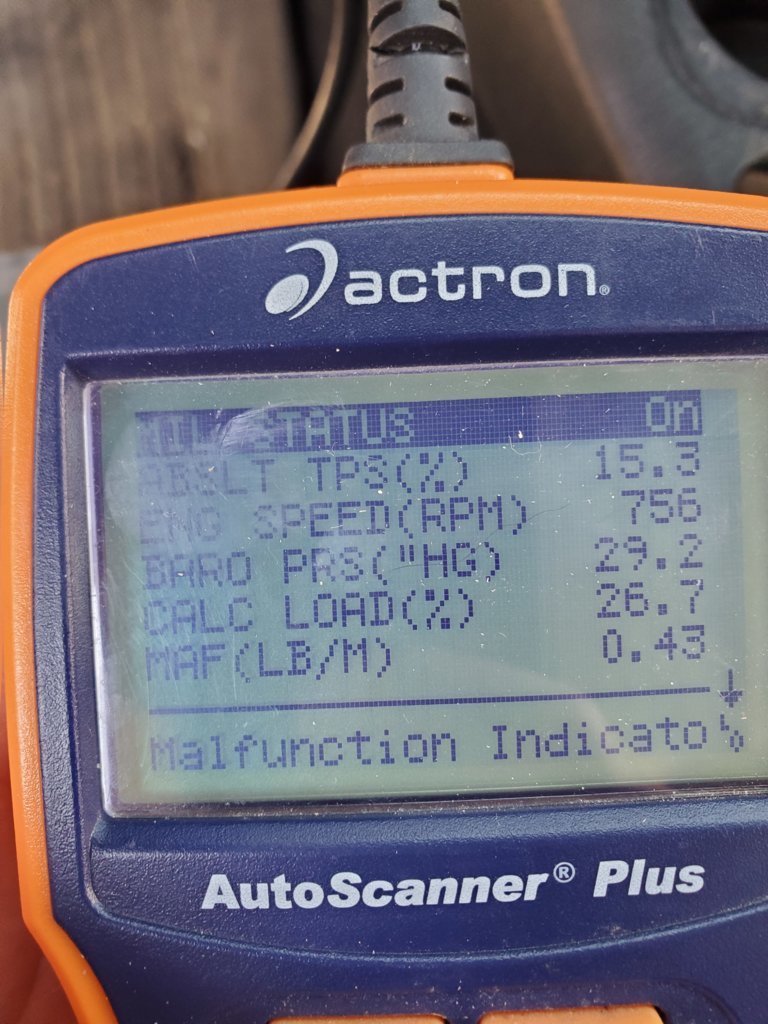 actron®
MIL STATUS On
ABSLT TPS(%) 15.3
ENG SPEED(RPM) 756
BARO PRS("HG) 29.2
CALC LOAD(%) 26.7
MAF(LB/M) 0.43
Malfunction Indicato
AutoScanner® Plus